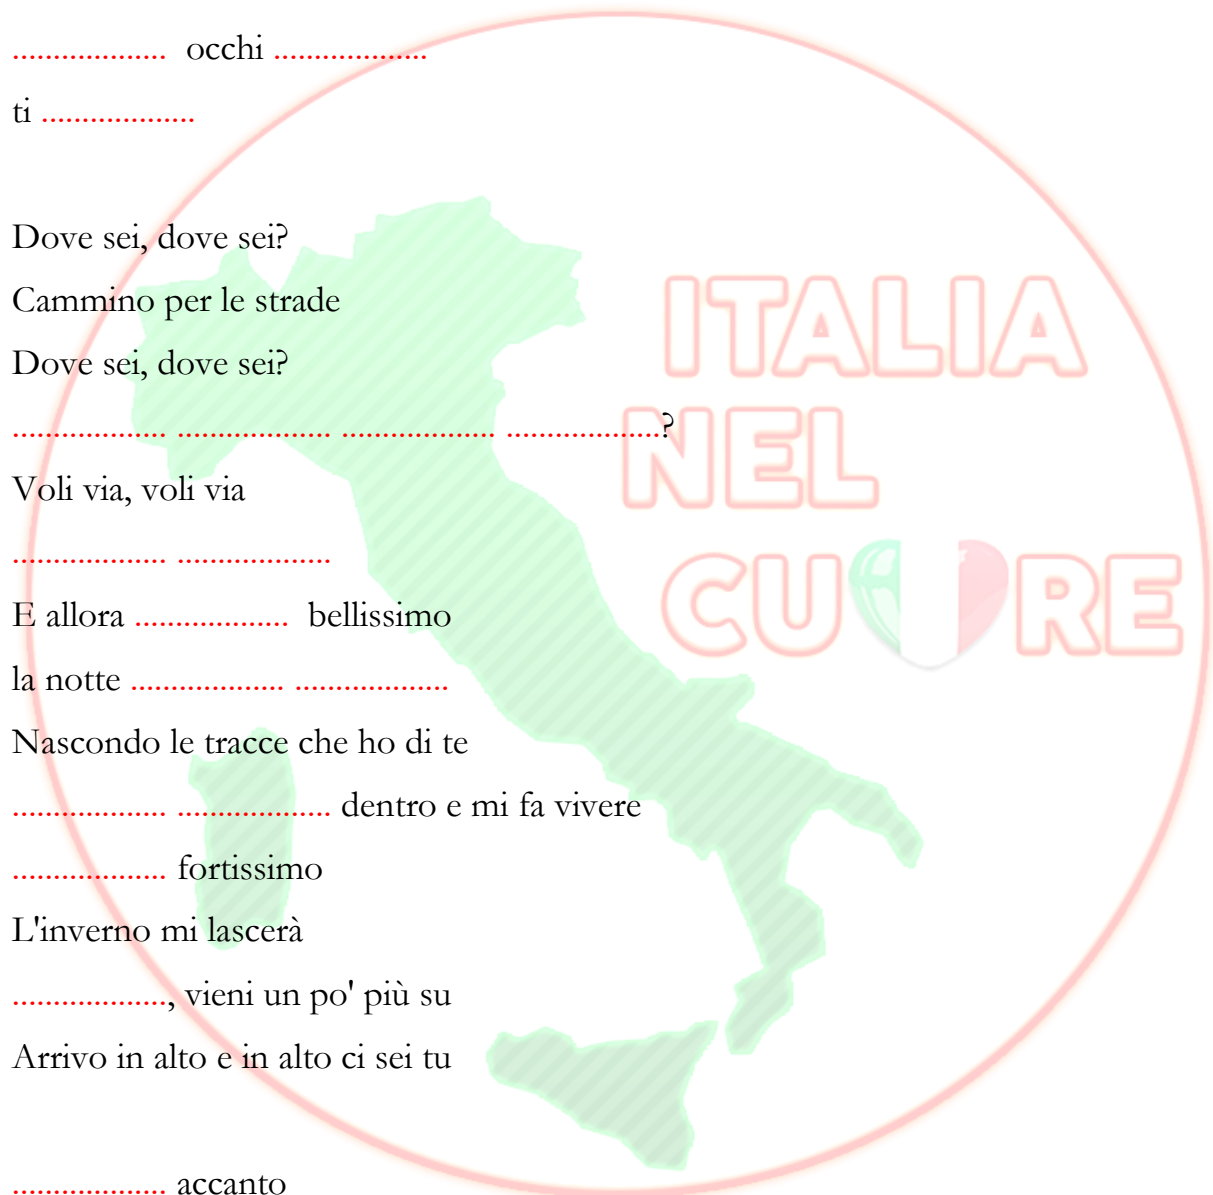 .................. occhi ..................
ti ..................
Dove sei, dove sei?
Cammino per le strade
Dove sei, dove sei?
.................. .................. .................. ..................?
Voli via, voli via
.................. ..................
E allora .................. bellissimo
la notte .................. ..................
Nascondo le tracce che ho di te
.................. .................. dentro e mi fa vivere
.................. fortissimo
L'inverno mi lascerà
.................., vieni un po' più su
Arrivo in alto e in alto ci sei tu
.................. accanto
ITALIA
NEL
CUORE